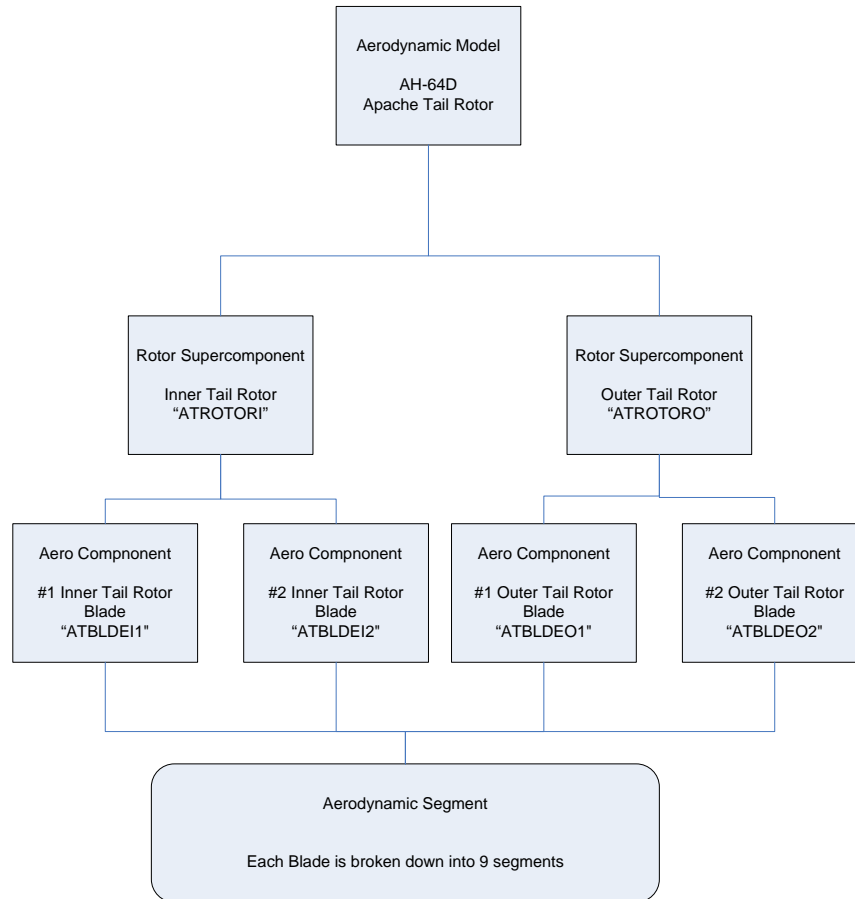 Aerodynamic Model
AH-64D
Apache Tail Rotor
Rotor Supercomponent
Inner Tail Rotor
“ATROTORI”
Rotor Supercomponent
Outer Tail Rotor
“ATROTORO”
Aero Compnonent
#1 Inner Tail Rotor
Blade
“ATBLDEI1"
Aero Compnonent
#2 Inner Tail Rotor
Blade
“ATBLDEI2"
Aero Compnonent
#1 Outer Tail Rotor
Blade
“ATBLDEO1"
Aero Compnonent
#2 Outer Tail Rotor
Blade
“ATBLDEO2"
Aerodynamic Segment
Each Blade is broken down into 9 segments